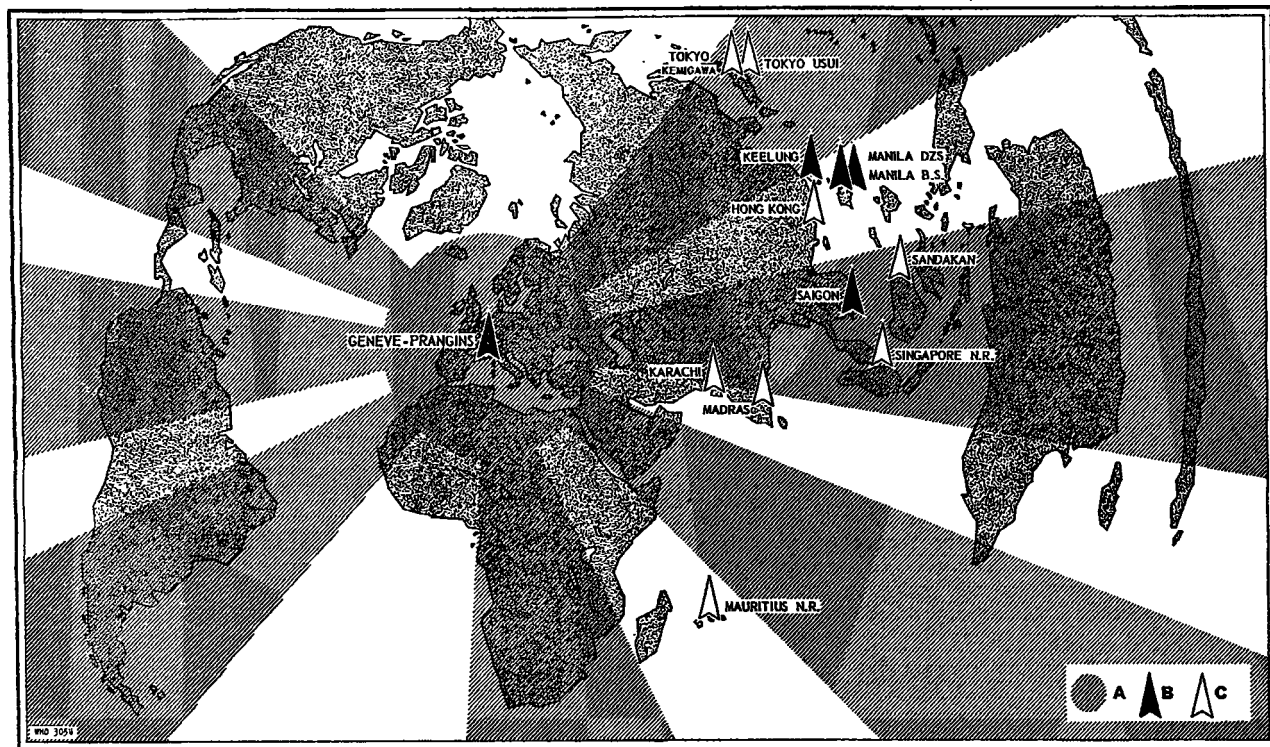 TOKYO
KEMIGAWA
TOKYO USUI
KEELUNG
MANILA DZS
MANILA B.S.
HONG KONG
SANDAKAN
SAIGON
GENEVE-PRANGINS
SINGAPORE N.R.
KARACHI
MADRAS
MAURITIUS N.R.
A B C
WHO 3054